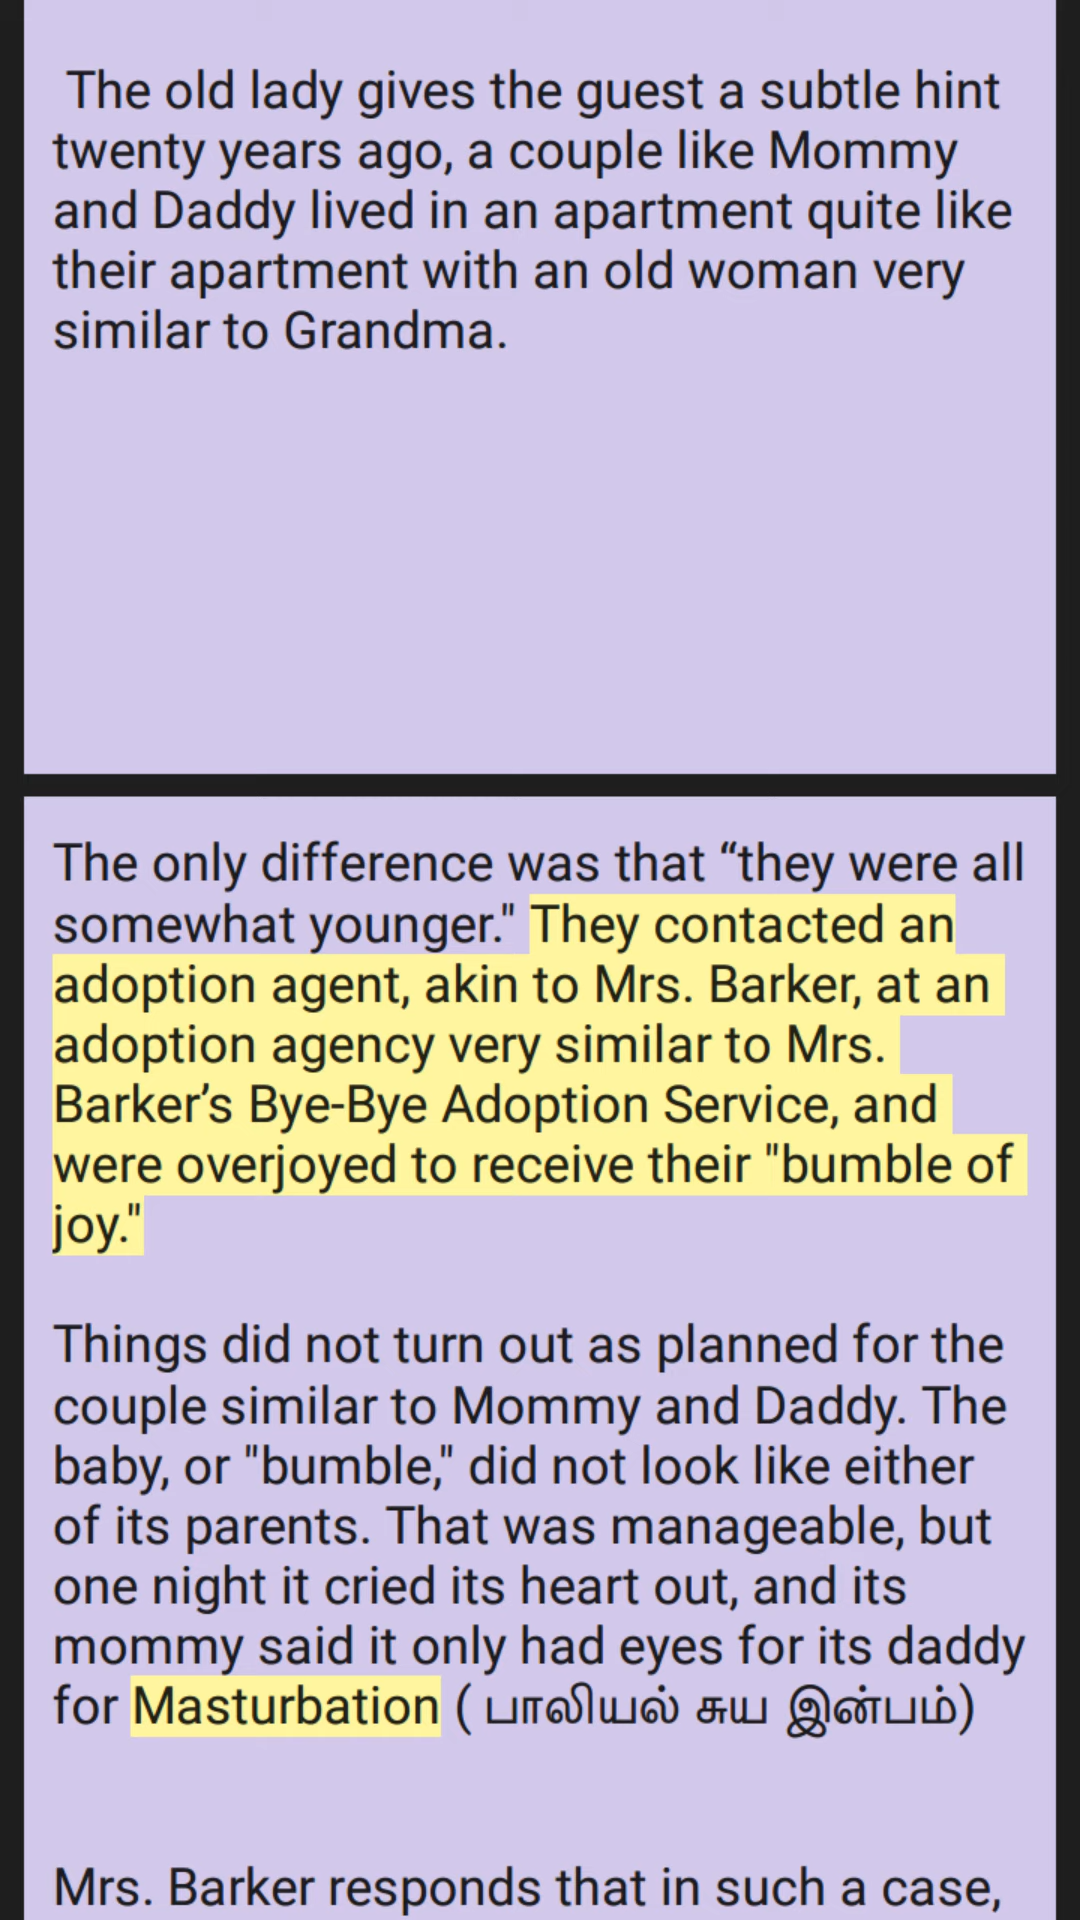 The old lady gives the guest a subtle hint
twenty years ago, a couple like Mommy
and Daddy lived in an apartment quite like
their apartment with an old woman very
similar to Grandma.
The only difference was that “they were all
somewhat younger." They contacted an
adoption agent, akin to Mrs. Barker, at an
adoption agency very similar to Mrs.
Barker’s Bye-Bye Adoption Service, and
were overjoyed to receive their "bumble of
joy."
Things did not turn out as planned for the
couple similar to Mommy and Daddy. The
baby, or "bumble," did not look like either
of its parents. That was manageable, but
one night it cried its heart out, and its
mommy said it only had eyes for its daddy
for Masturbation ( பாலியல் சுய இன்பம்)
Mrs. Barker responds that in such a case,